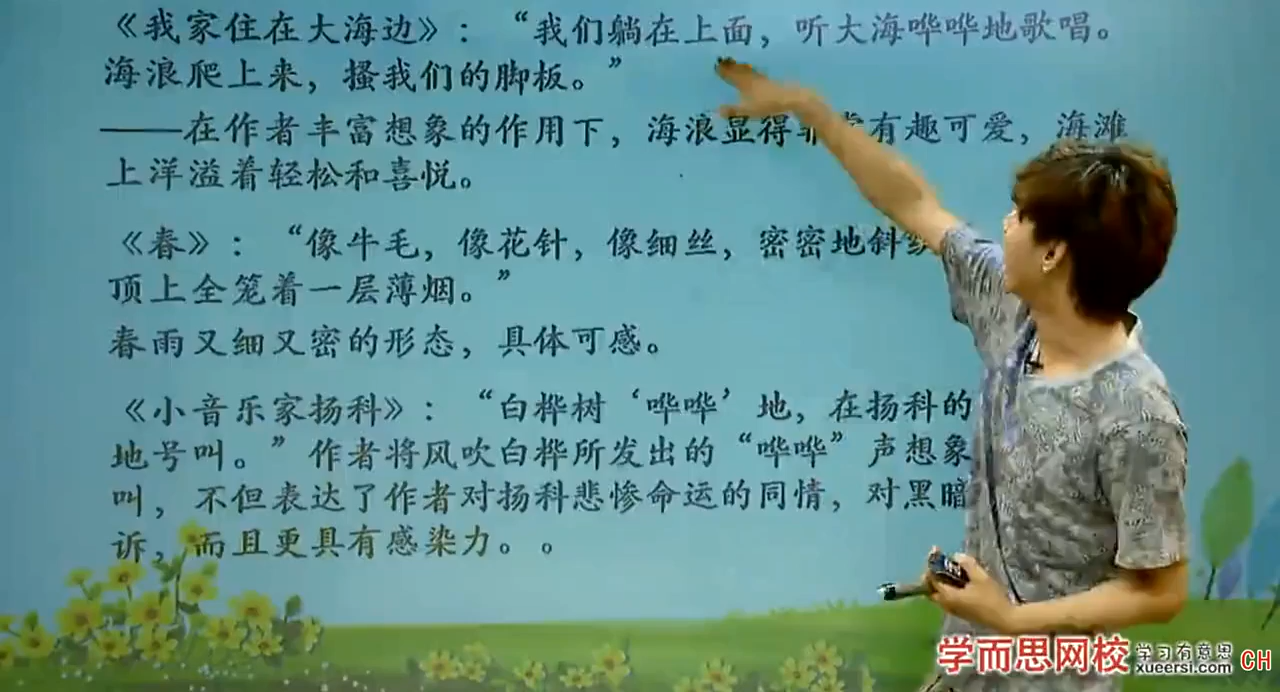 《我家住在大海边》：“我们躺在上面，听大海哗哗地歌唱。
海浪爬上来，搔我们的脚板。”
——在作者丰富想象的作用下，海浪显得非常有趣可爱，海滩
上洋溢着轻松和喜悦。
《春》：“像牛毛，像花针，像细丝，密密地斜织
顶上全笼着一层薄烟。”
春雨又细又密的形态，具体可感。
《小音乐家扬科》：“白桦树‘哗哗’地，在扬科的
地号叫。”作者将风吹白桦所发出的“哗哗”声想象
叫，不但表达了作者对扬科悲惨命运的同情，对黑暗
诉，而且更具有感染力。。
学而思网校 学习有意思
xueersi.com CH